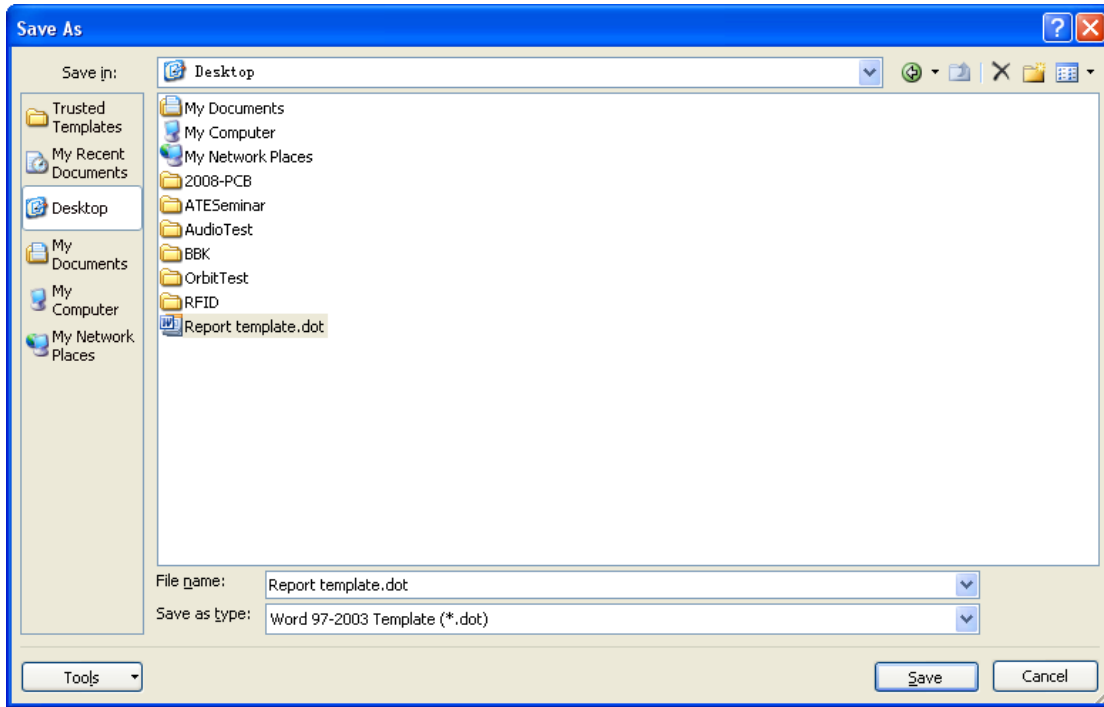 Save As
Save in:
Desktop
Trusted
Templates
My Recent
Documents
Desktop
My
Documents
My
Computer
My Network
Places
My Documents
My Computer
My Network Places
2008-PCB
ATESeminar
AudioTest
BBK
OrbitTest
RFID
Report template.dot
File name:
Report template.dot
Save as type:
Word 97-2003 Template (*.dot)
Tools
Save
Cancel